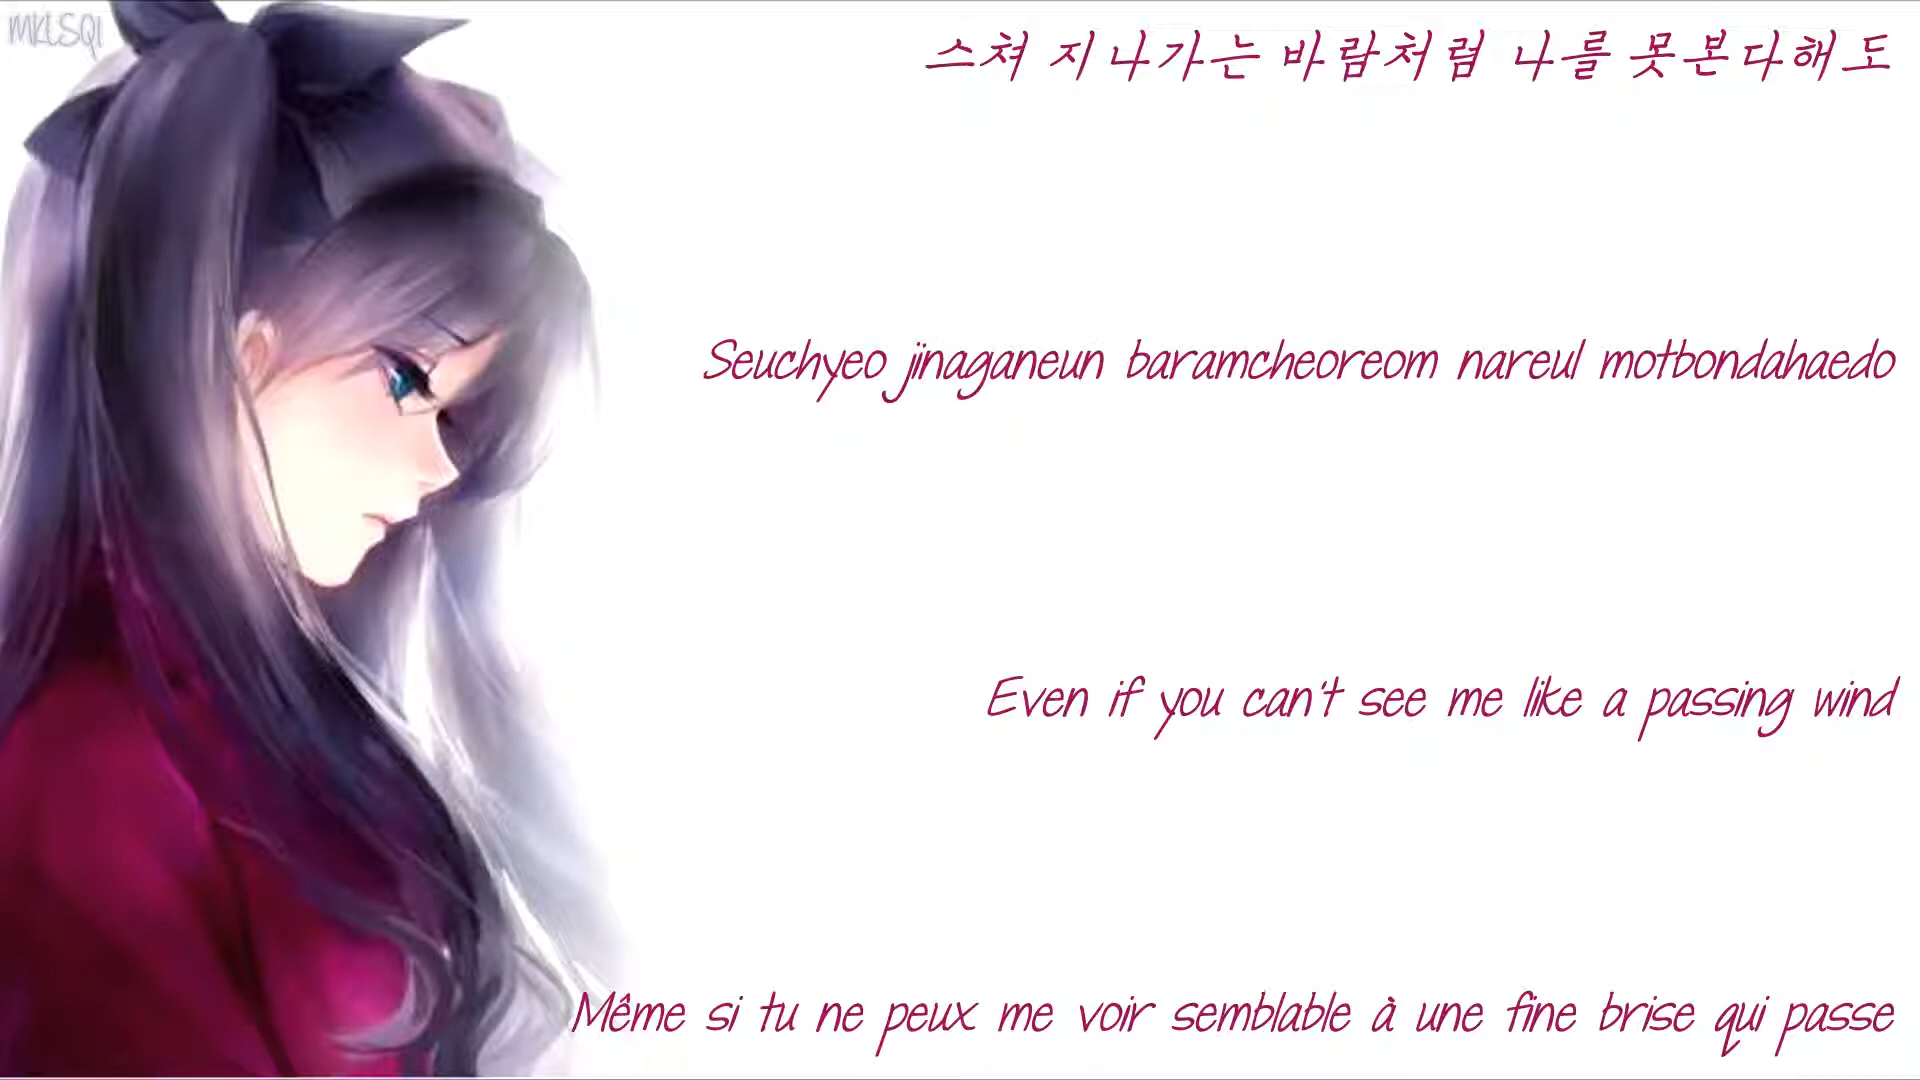 MKLSQI
스쳐 지나가는 바람처럼 나를 못본다해도
Seuchyeo jinaganeun baramcheoreom nareul motbondahaedo
Even if you can't see me like a passing wind
Même si tu ne peux me voir semblable à une fine brise qui passe